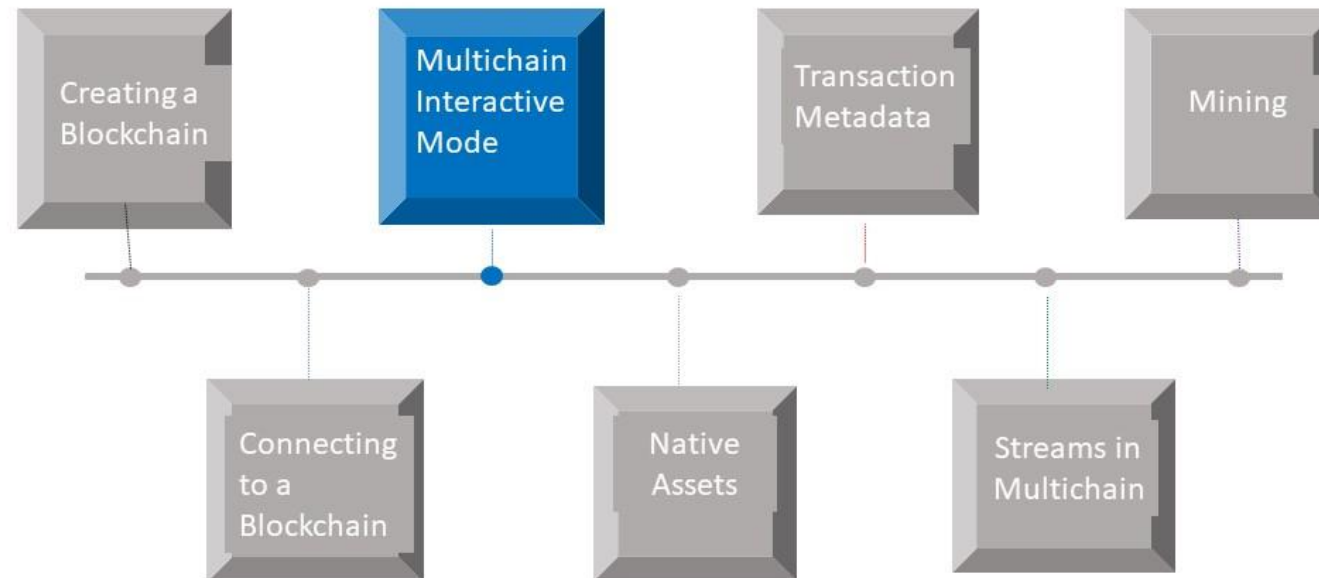 Creating a
Blockchain
Multichain
Interactive
Mode
Transaction
Metadata
Mining
Connecting
to a
Blockchain
Native
Assets
Streams in
Multichain